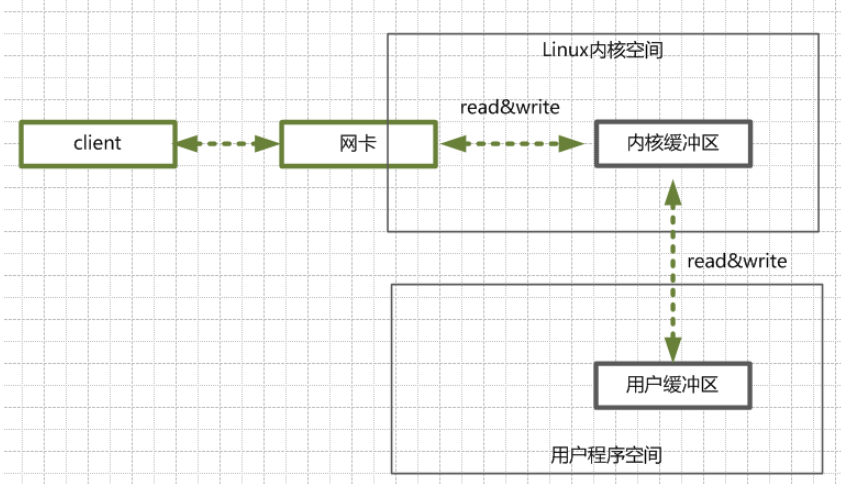 Linux内核空间
read&write
client
网卡
内核缓冲区
read&write
用户缓冲区
用户程序空间